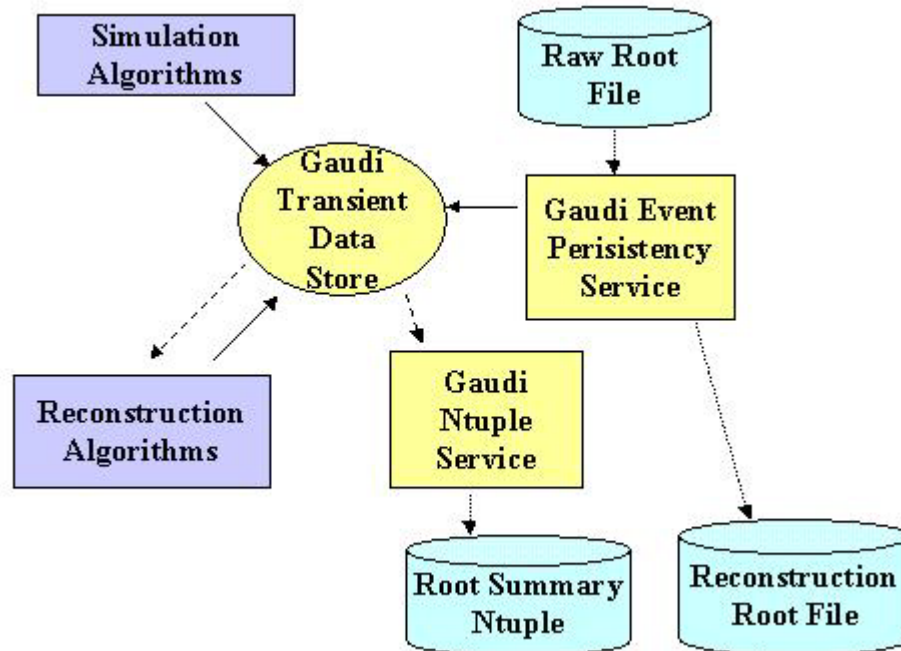 Simulation
Algorithms
Raw Root
File
Gaudi
Transient
Data
Store
Gaudi Event
Perisistency
Service
Reconstruction
Algorithms
Gaudi
Ntuple
Service
Root Summary
Ntuple
Reconstruction
Root File